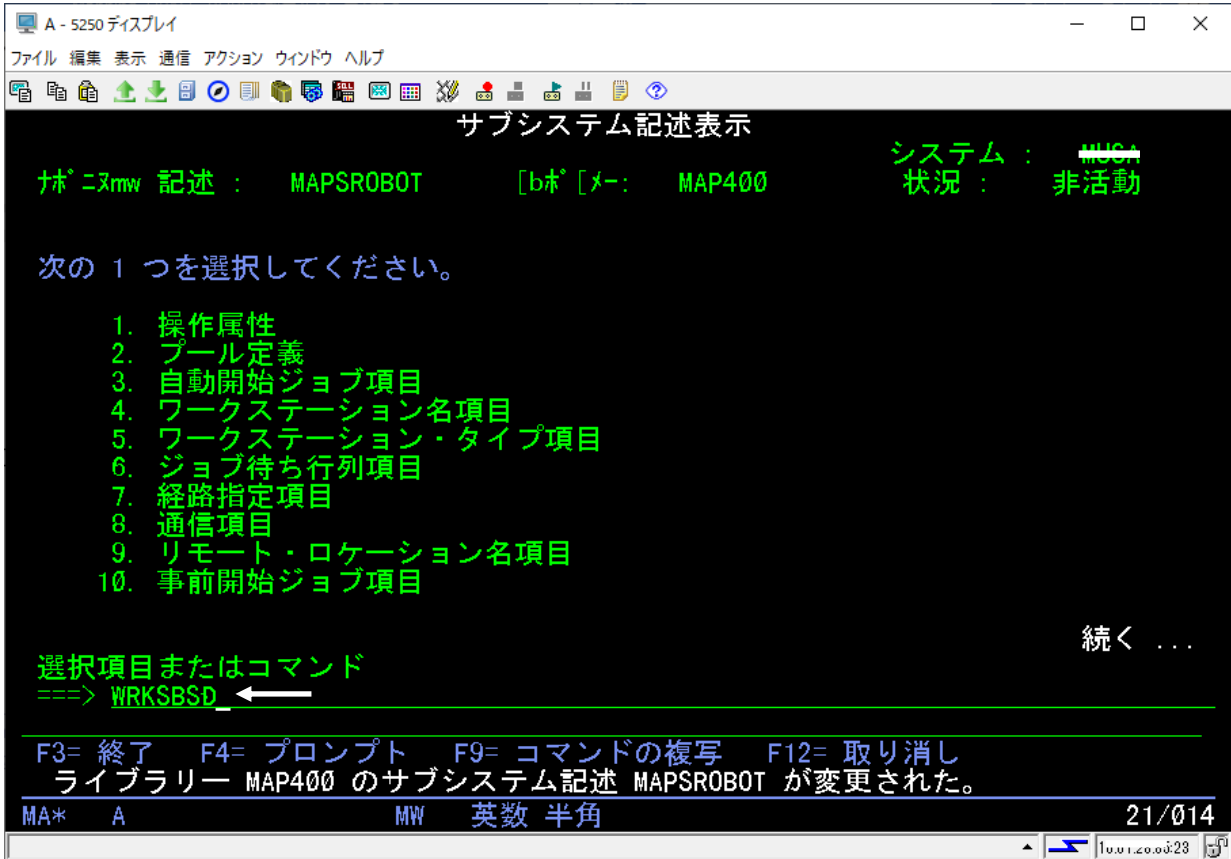 A - 5250 ディスプレイ
ファイル 編集 表示 通信 アクション ウィンドウ ヘルプ
サブシステム記述表示
システム :
ﾅﾎﾞﾆﾇmw 記述 : MAPSROBOT [bﾎﾞ[ﾒｰ: MAP400 状況 : 非活動
次の 1 つを選択してください。
1. 操作属性
2. プール定義
3. 自動開始ジョブ項目
4. ワークステーション名項目
5. ワークステーション・タイプ項目
6. ジョブ待ち行列項目
7. 経路指定項目
8. 通信項目
9. リモート・ロケーション名項目
10. 事前開始ジョブ項目
続く ...
選択項目またはコマンド
===> WRKSBSD
F3= 終了 F4= プロンプト F9= コマンドの複写 F12= 取り消し
ライブラリー MAP400 のサブシステム記述 MAPSROBOT が変更された。
MA* A MW 英数 半角 21/014